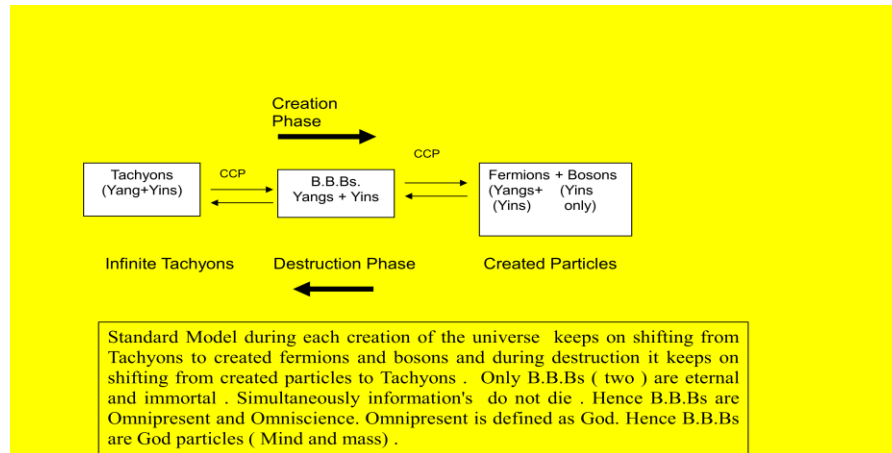 Creation
Phase
CCP
Tachyons
(Yang+Yins)
CCP
B.B.Bs.
Yangs + Yins
Fermions + Bosons
(Yangs+ (Yins
(Yins) only)
Infinite Tachyons
Destruction Phase
Created Particles
Standard Model during each creation of the universe keeps on shifting from
Tachyons to created fermions and bosons and during destruction it keeps on
shifting from created particles to Tachyons . Only B.B.Bs ( two ) are eternal
and immortal . Simultaneously information's do not die . Hence B.B.Bs are
Omnipresent and Omniscience. Omnipresent is defined as God. Hence B.B.Bs
are God particles ( Mind and mass) .